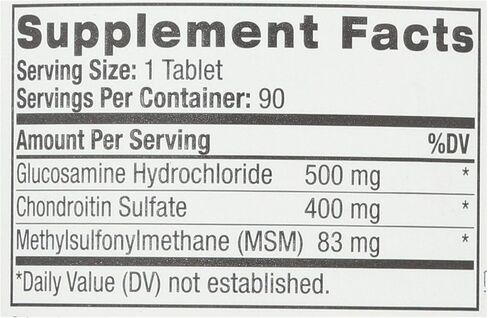 Supplement Facts
Serving Size: 1 Tablet
Servings Per Container: 90
Amount Per Serving %DV
Glucosamine Hydrochloride 500 mg *
Chondroitin Sulfate 400 mg *
Methylsulfonylmethane (MSM) 83 mg *
*Daily Value (DV) not established.